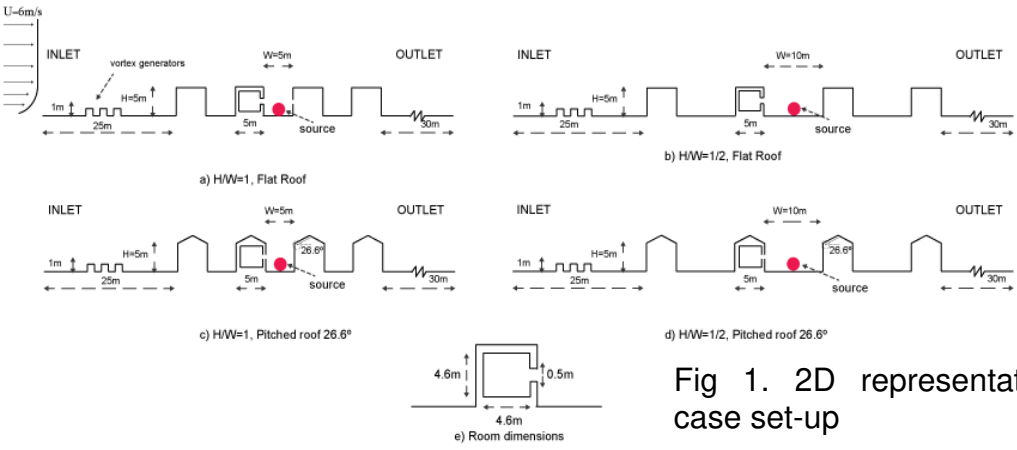 U=6m/s
INLET
W=5m
OUTLET
vortex generators
1m
H=5m
25m
5m
source
30m
a) H/W=1, Flat Roof
INLET
W=10m
OUTLET
1m
H=5m
25m
5m
source
30m
b) H/W=1/2, Flat Roof
INLET
W=5m
OUTLET
1m
H=5m
26.6º
25m
5m
source
30m
c) H/W=1, Pitched roof 26.6º
INLET
W=10m
OUTLET
1m
H=5m
26.6º
25m
5m
source
30m
d) H/W=1/2, Pitched roof 26.6º
4.6m
0.5m
4.6m
e) Room dimensions
Fig 1. 2D representat
case set-up